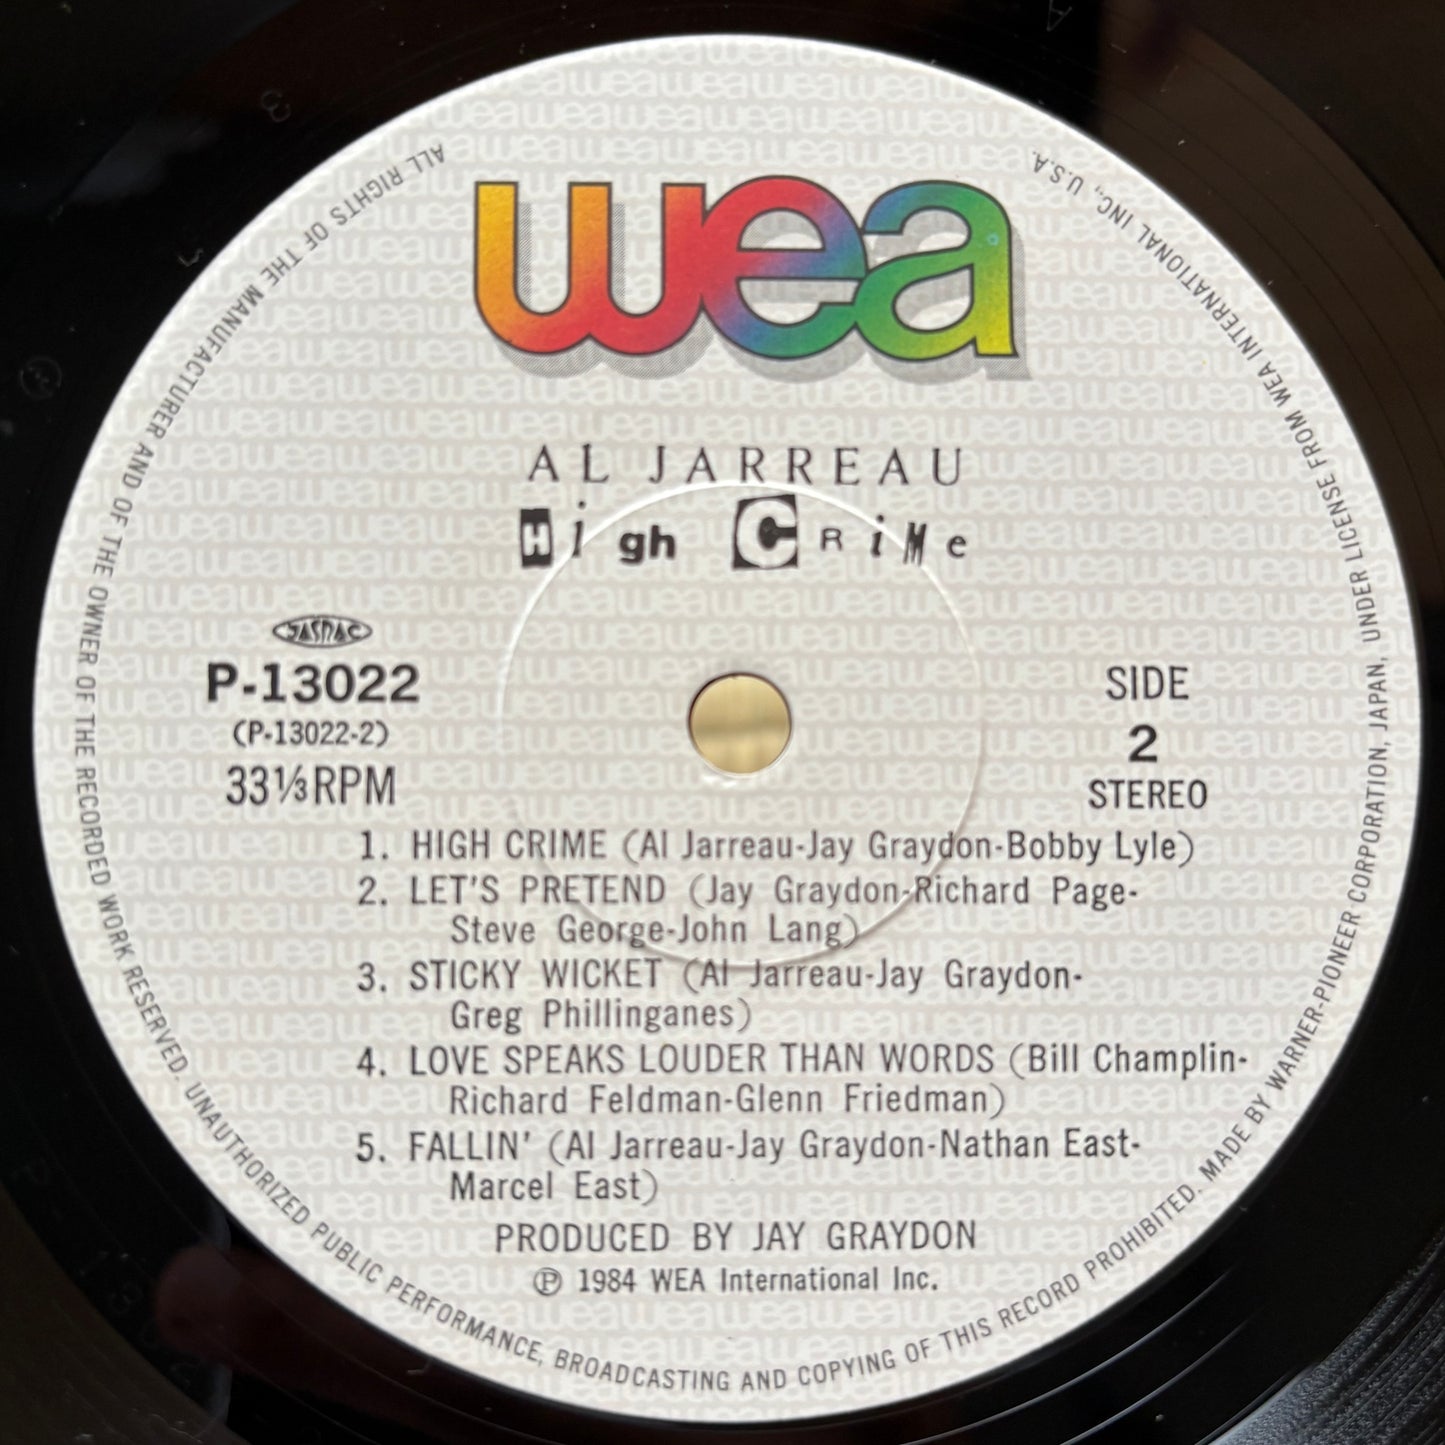 wea
AL JARREAU
High CRiMe
JASRAC
P-13022
(P-13022-2)
33⅓RPM
SIDE
2
STEREO
1. HIGH CRIME (Al Jarreau-Jay Graydon-Bobby Lyle)
2. LET'S PRETEND (Jay Graydon-Richard Page-
Steve George-John Lang)
3. STICKY WICKET (Al Jarreau-Jay Graydon-
Greg Phillinganes)
4. LOVE SPEAKS LOUDER THAN WORDS (Bill Champlin-
Richard Feldman-Glenn Friedman)
5. FALLIN' (Al Jarreau-Jay Graydon-Nathan East-
Marcel East)
PRODUCED BY JAY GRAYDON
℗ 1984 WEA International Inc.
ALL RIGHTS OF THE MANUFACTURER AND OF THE OWNER OF THE RECORDED WORK RESERVED. UNAUTHORIZED PUBLIC PERFORMANCE, BROADCASTING AND COPYING OF THIS RECORD PROHIBITED. MADE BY WARNER-PIONEER CORPORATION, JAPAN, UNDER LICENSE FROM WEA INTERNATIONAL INC., U.S.A.